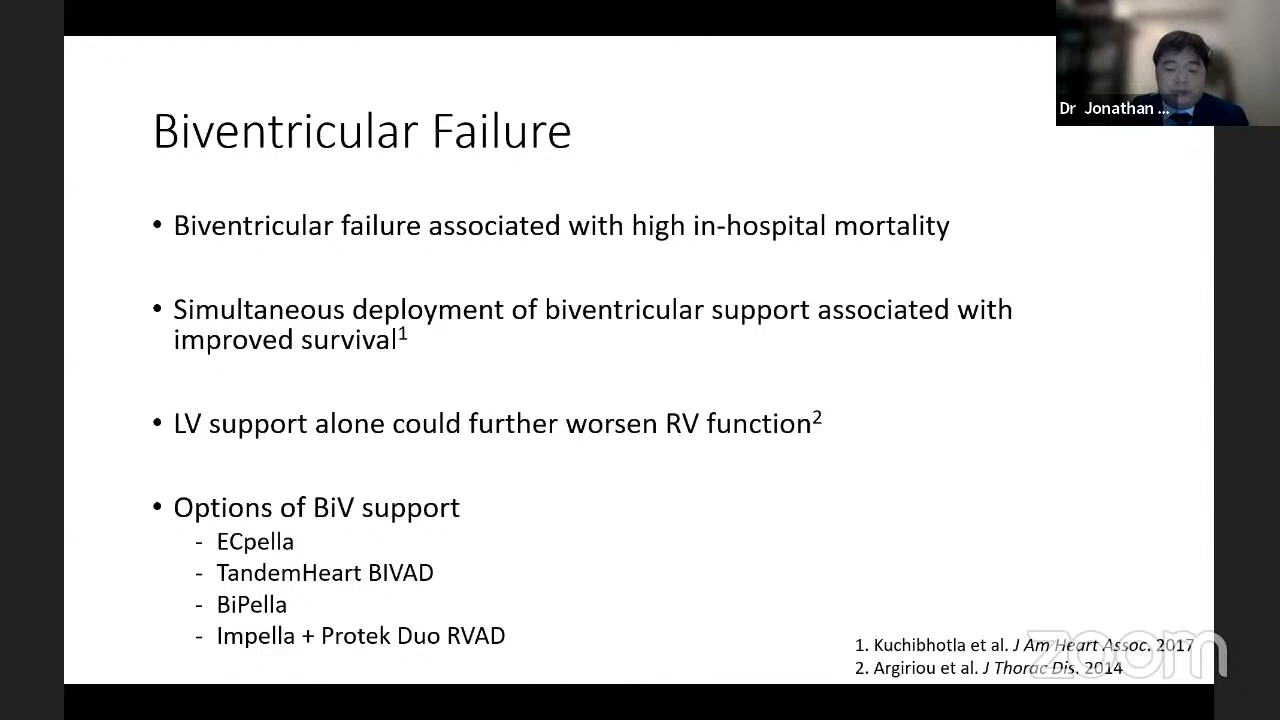 Dr Jonathan ...
Biventricular Failure
• Biventricular failure associated with high in-hospital mortality
• Simultaneous deployment of biventricular support associated with
improved survival1
• LV support alone could further worsen RV function2
• Options of BiV support
- ECpella
- TandemHeart BIVAD
- BiPella
- Impella + Protek Duo RVAD
1. Kuchibhotla et al. J Am Heart Assoc. 2017
2. Argiriou et al. J Thorac Dis. 2014
zoom